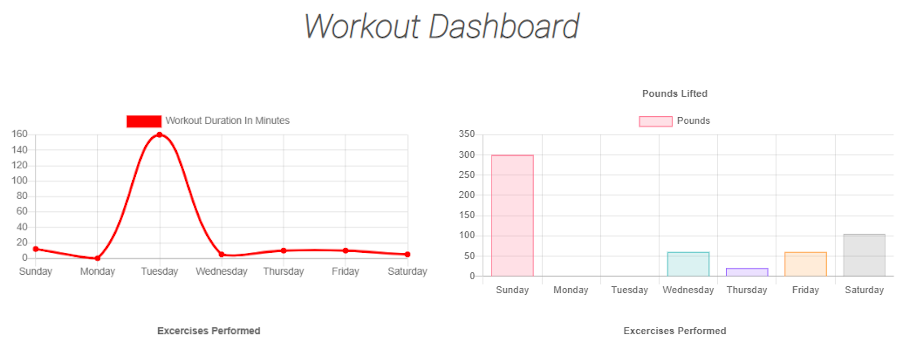 Workout Dashboard
Workout Duration In Minutes
160
140
120
100
80
60
40
20
0
Sunday Monday Tuesday Wednesday Thursday Friday Saturday
Pounds Lifted
Pounds
350
300
250
200
150
100
50
0
Sunday Monday Tuesday Wednesday Thursday Friday Saturday
Excercises Performed
Excercises Performed